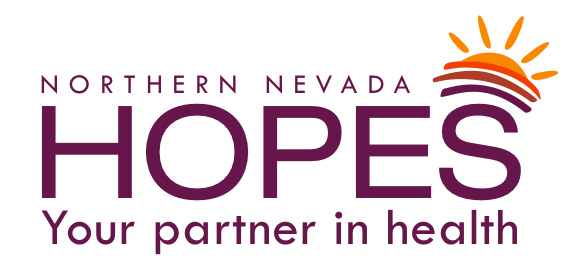 NORTHERN NEVADA
HOPES
Your partner in health